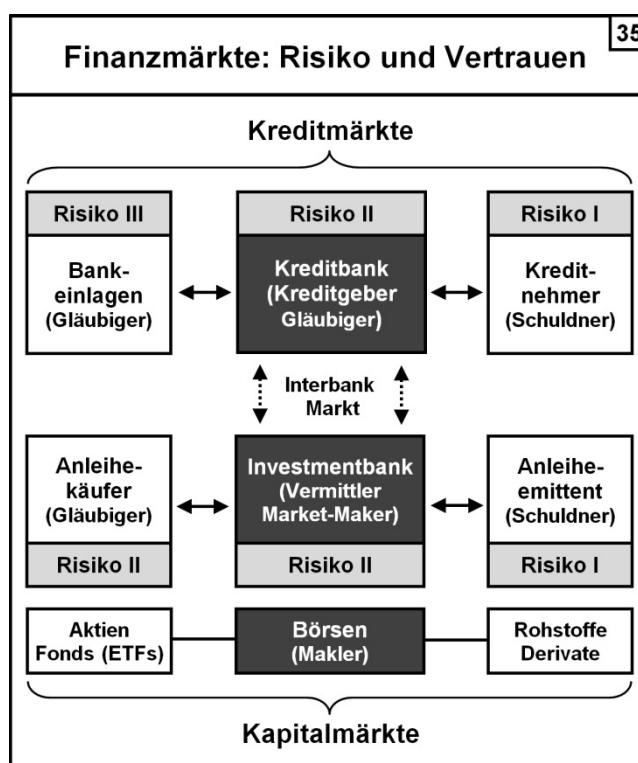 35
Finanzmärkte: Risiko und Vertrauen
Kreditmärkte
Risiko III
Bank-
einlagen
(Gläubiger)
Risiko II
Kreditbank
(Kreditgeber
Gläubiger)
Risiko I
Kredit-
nehmer
(Schuldner)
Interbank
Markt
Anleihe-
käufer
(Gläubiger)
Risiko II
Investmentbank
(Vermittler
Market-Maker)
Risiko II
Anleihe-
emittent
(Schuldner)
Risiko I
Aktien
Fonds (ETFs)
Börsen
(Makler)
Rohstoffe
Derivate
Kapitalmärkte